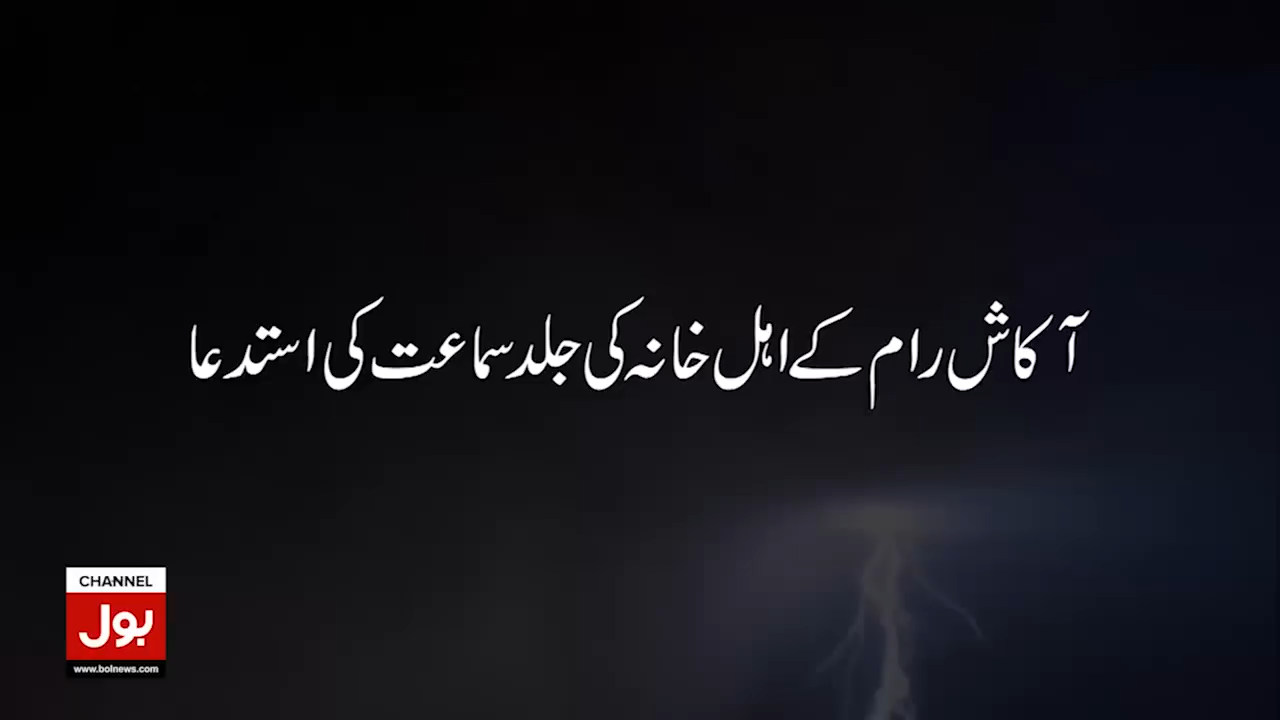 آکاش رام کے اہل خانہ کی جلد سماعت کی استدعا
CHANNEL
بول
www.bolnews.com